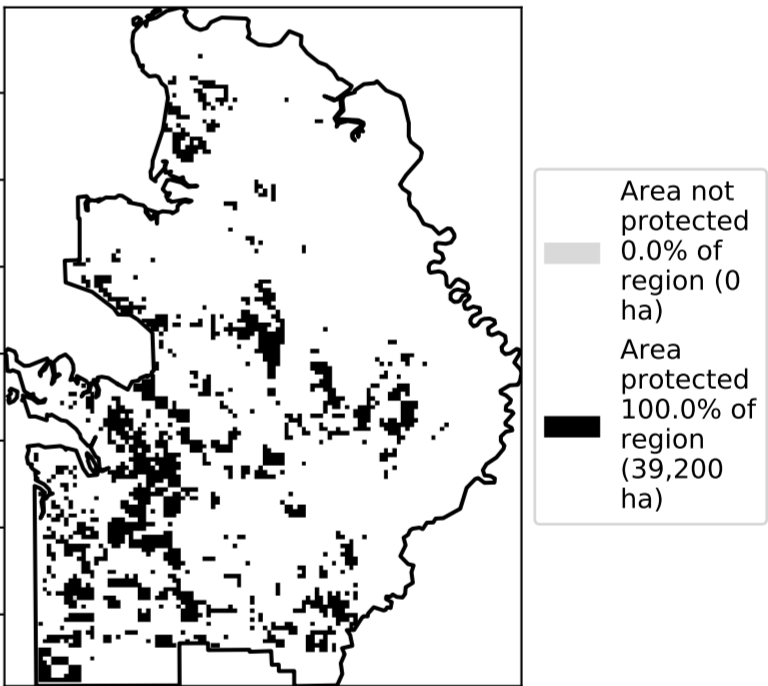 Area not
protected
0.0% of
region (0
ha)
Area
protected
100.0% of
region
(39,200
ha)